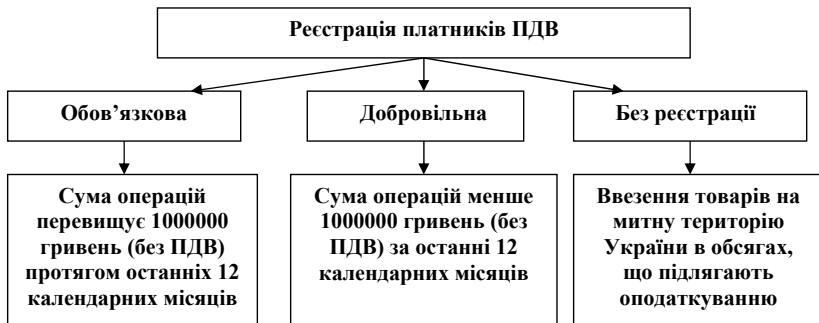 Реєстрація платників ПДВ
Обов’язкова
Добровільна
Без реєстрації
Сума операцій
перевищує 1000000
гривень (без ПДВ)
протягом останніх 12
календарних місяців
Сума операцій менше
1000000 гривень (без
ПДВ) за останні 12
календарних місяців
Ввезення товарів на
митну територію
України в обсягах,
що підлягають
оподаткуванню